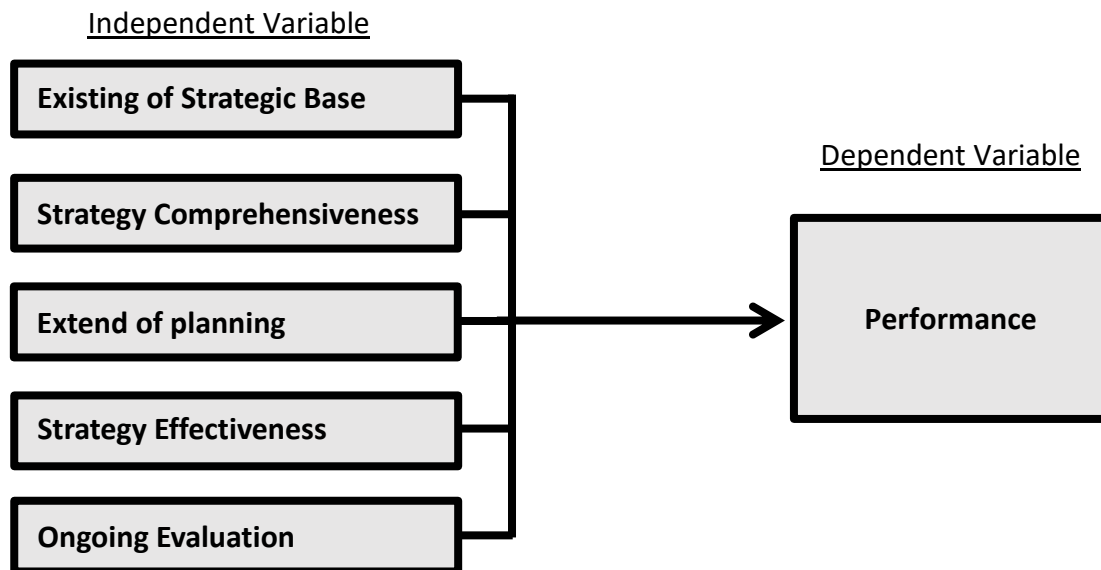 Independent Variable
Existing of Strategic Base
Strategy Comprehensiveness
Extend of planning
Strategy Effectiveness
Ongoing Evaluation
Dependent Variable
Performance